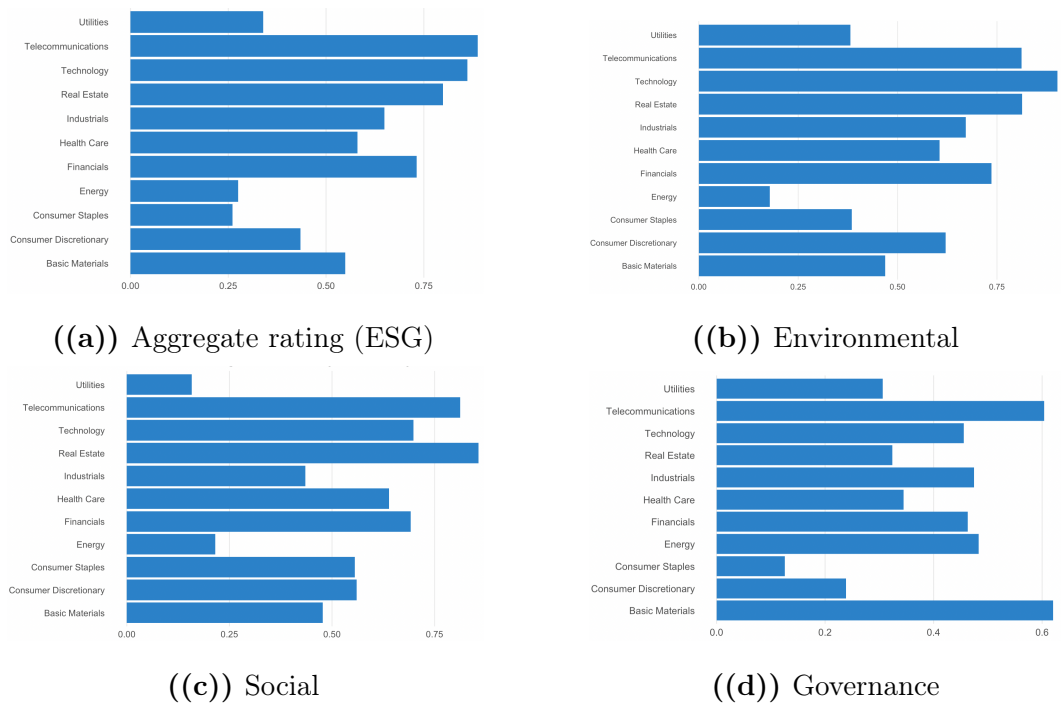 Utilities
Telecommunications
Technology
Real Estate
Industrials
Health Care
Financials
Energy
Consumer Staples
Consumer Discretionary
Basic Materials
0.00 0.25 0.50 0.75
((a)) Aggregate rating (ESG)
Utilities
Telecommunications
Technology
Real Estate
Industrials
Health Care
Financials
Energy
Consumer Staples
Consumer Discretionary
Basic Materials
0.00 0.25 0.50 0.75
((b)) Environmental
Utilities
Telecommunications
Technology
Real Estate
Industrials
Health Care
Financials
Energy
Consumer Staples
Consumer Discretionary
Basic Materials
0.00 0.25 0.50 0.75
((c)) Social
Utilities
Telecommunications
Technology
Real Estate
Industrials
Health Care
Financials
Energy
Consumer Staples
Consumer Discretionary
Basic Materials
0.0 0.2 0.4 0.6
((d)) Governance